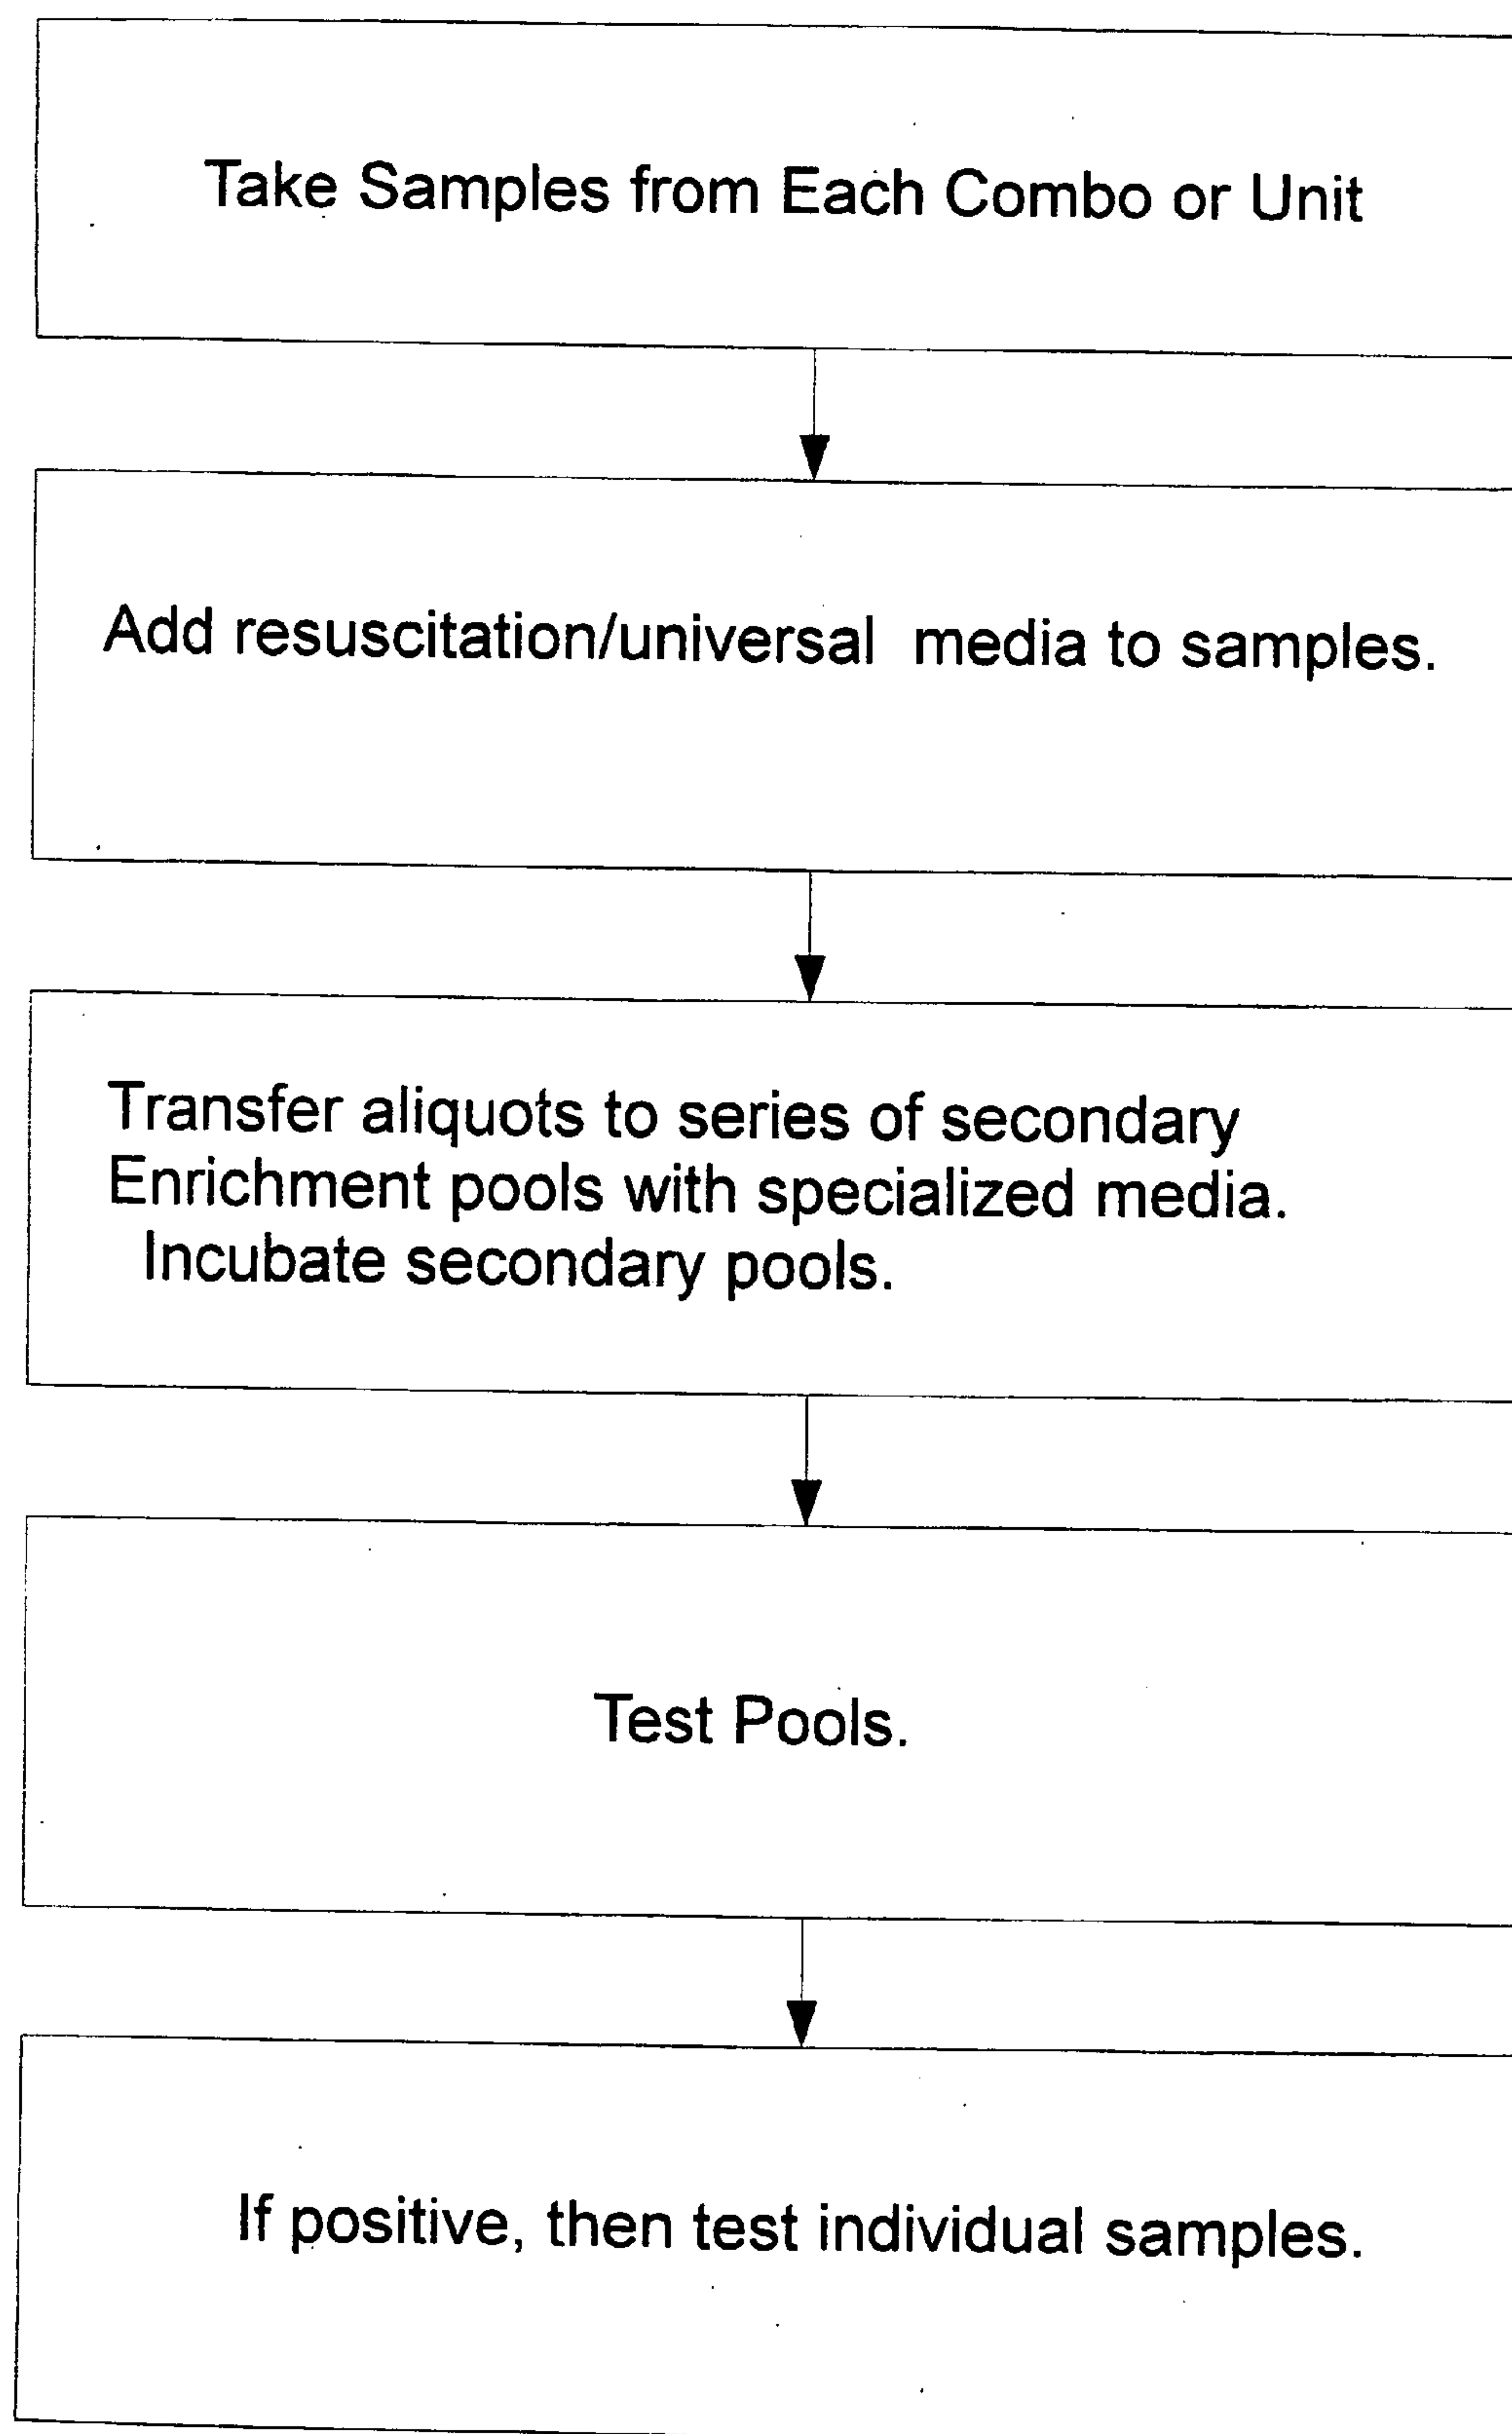 Take Samples from Each Combo or Unit
Add resuscitation/universal media to samples.
Transfer aliquots to series of secondary
Enrichment pools with specialized media.
Incubate secondary pools.
Test Pools.
If positive, then test individual samples.